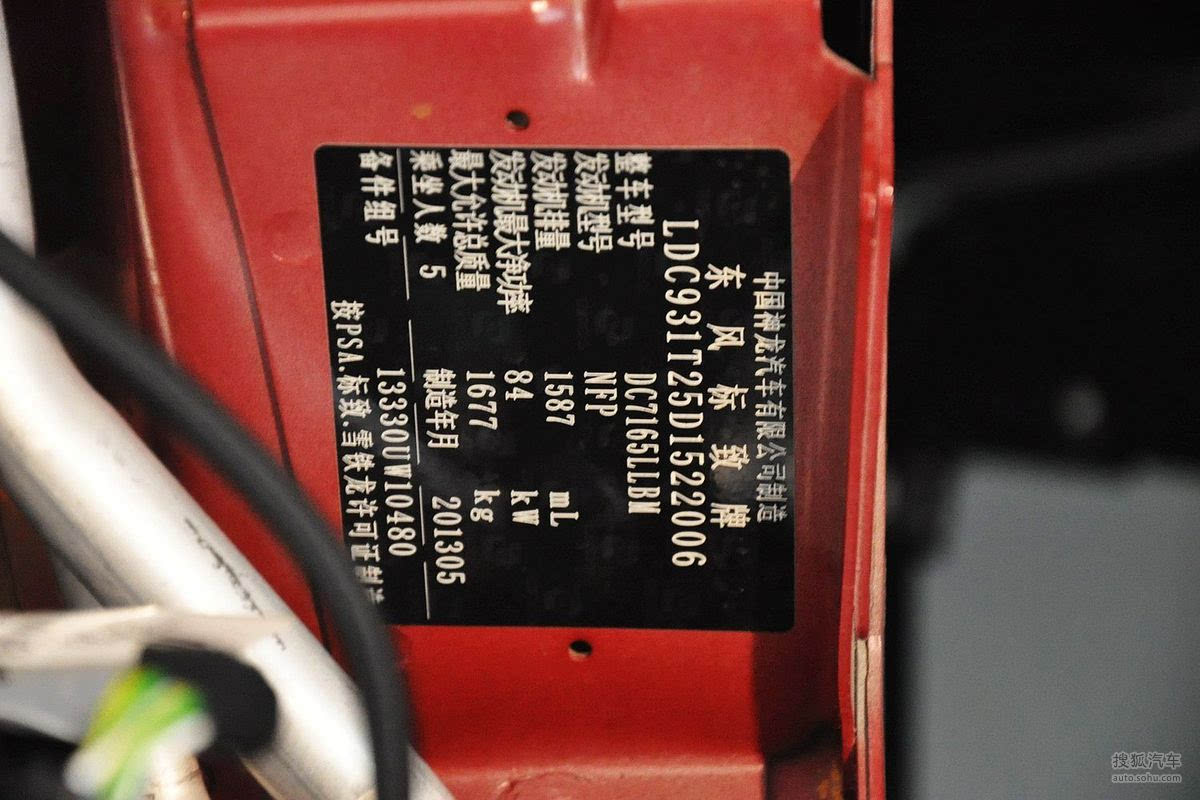 中国神龙汽车有限公司制造
东风标致牌
LDC931T25D1522006
整车型号 DC7165LLBM
发动机型号 NFP
发动机排量 1587 mL
发动机最大净功率 84 kW
最大允许总质量 1677 kg
乘坐人数 5 制造年月 201305
备件组号 13330UW10480
按PSA.标致.雪铁龙许可证制造
搜狐汽车
auto.sohu.com